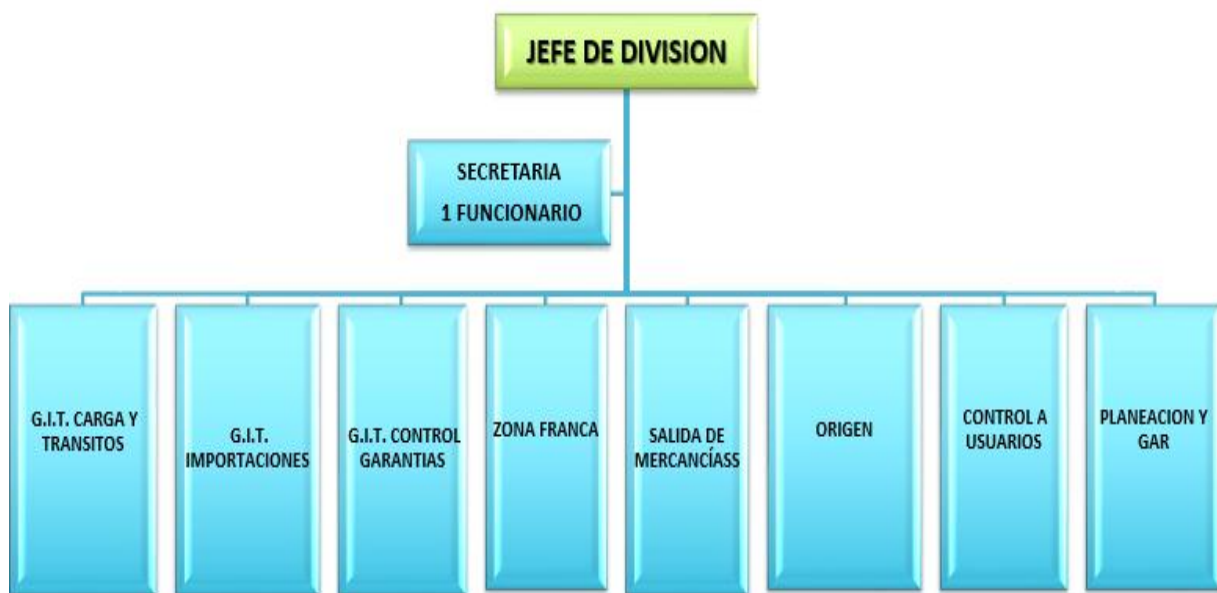 JEFE DE DIVISION
SECRETARIA
1 FUNCIONARIO
G.I.T. CARGA Y
TRANSITOS
G.I.T.
IMPORTACIONES
G.I.T. CONTROL
GARANTIAS
ZONA FRANCA
SALIDA DE
MERCANCÍASS
ORIGEN
CONTROL A
USUARIOS
PLANEACION Y
GAR